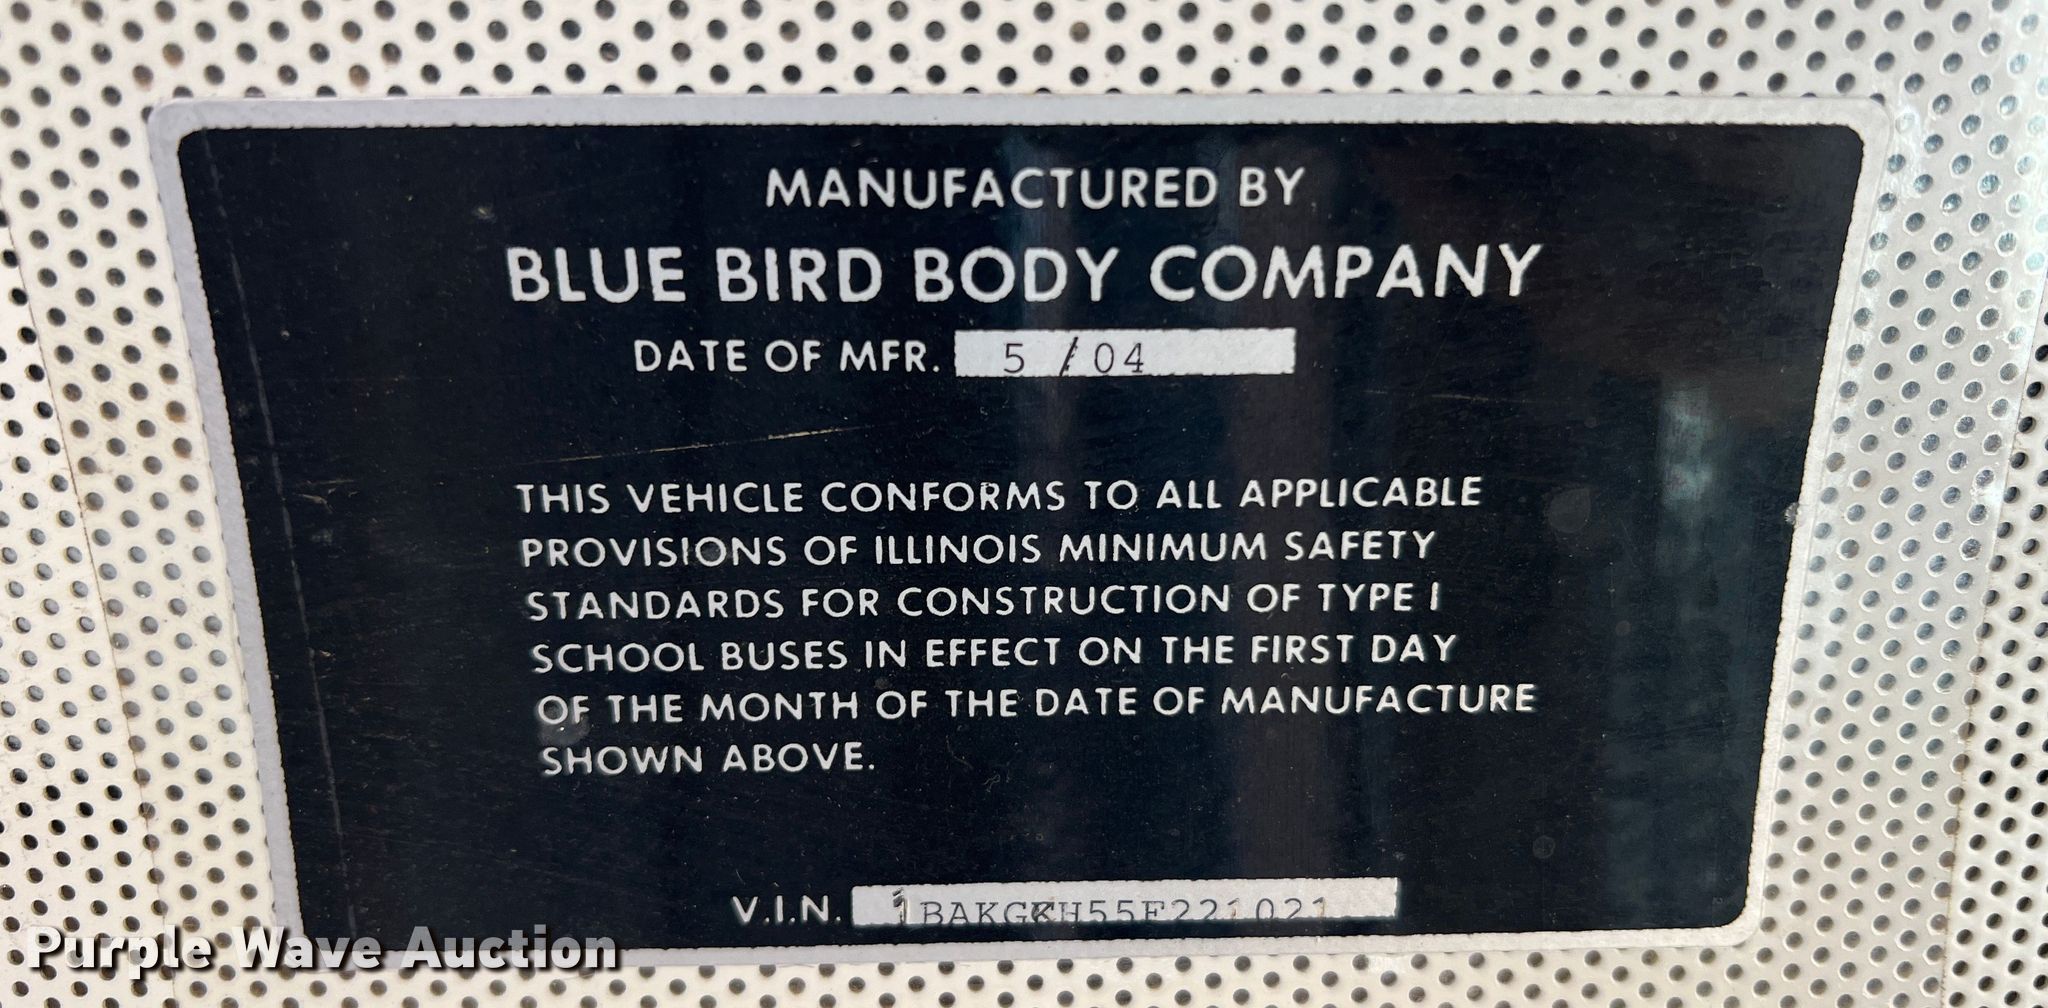 MANUFACTURED BY
BLUE BIRD BODY COMPANY
DATE OF MFR. 5 / 04
THIS VEHICLE CONFORMS TO ALL APPLICABLE
PROVISIONS OF ILLINOIS MINIMUM SAFETY
STANDARDS FOR CONSTRUCTION OF TYPE I
SCHOOL BUSES IN EFFECT ON THE FIRST DAY
OF THE MONTH OF THE DATE OF MANUFACTURE
SHOWN ABOVE.
V.I.N.
Purple Wave Auction